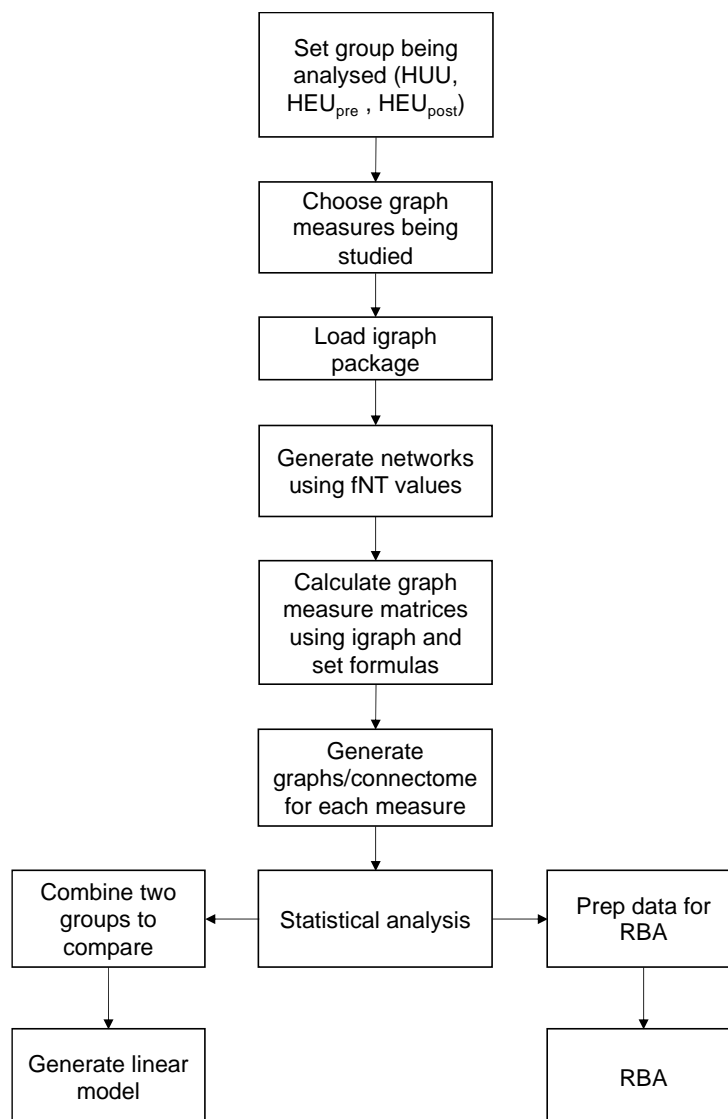 Set group being
analysed (HUU,
HEUpre , HEUpost)
Choose graph
measures being
studied
Load igraph
package
Generate networks
using fNT values
Calculate graph
measure matrices
using igraph and
set formulas
Generate
graphs/connectome
for each measure
Combine two
groups to
compare
Statistical analysis
Prep data for
RBA
Generate linear
model
RBA